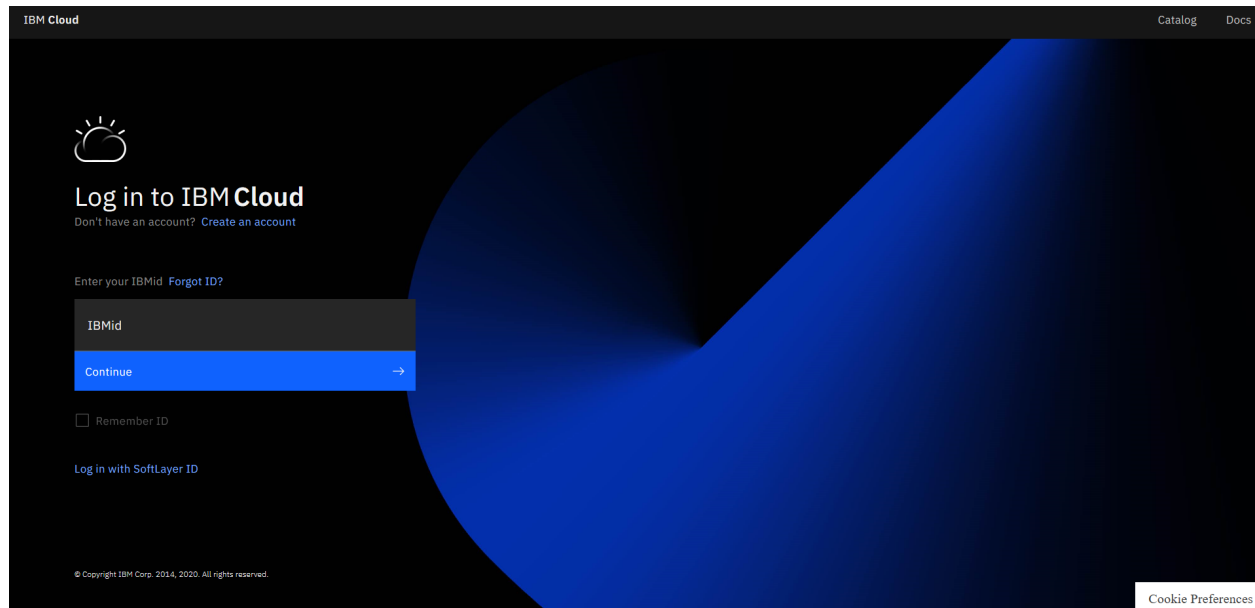 IBM Cloud Catalog Docs
Log in to IBM Cloud
Don't have an account? Create an account
Enter your IBMid Forgot ID?
IBMid
Continue
Remember ID
Log in with SoftLayer ID
© Copyright IBM Corp. 2014, 2020. All rights reserved.
Cookie Preferences